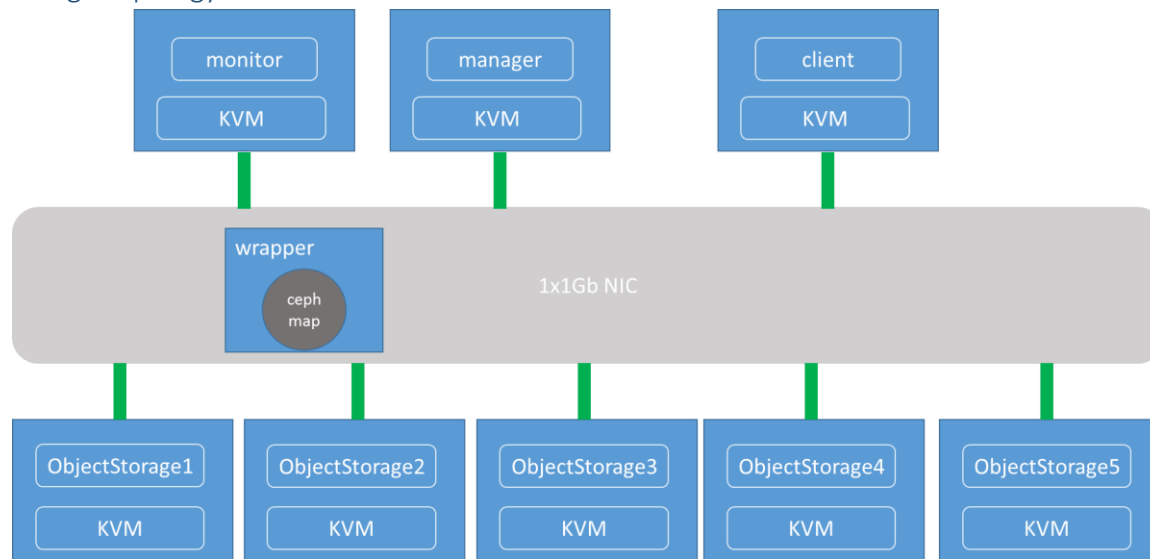 monitor
manager
client
KVM
KVM
KVM
wrapper
ceph
map
1x1Gb NIC
ObjectStorage1
ObjectStorage2
ObjectStorage3
ObjectStorage4
ObjectStorage5
KVM
KVM
KVM
KVM
KVM